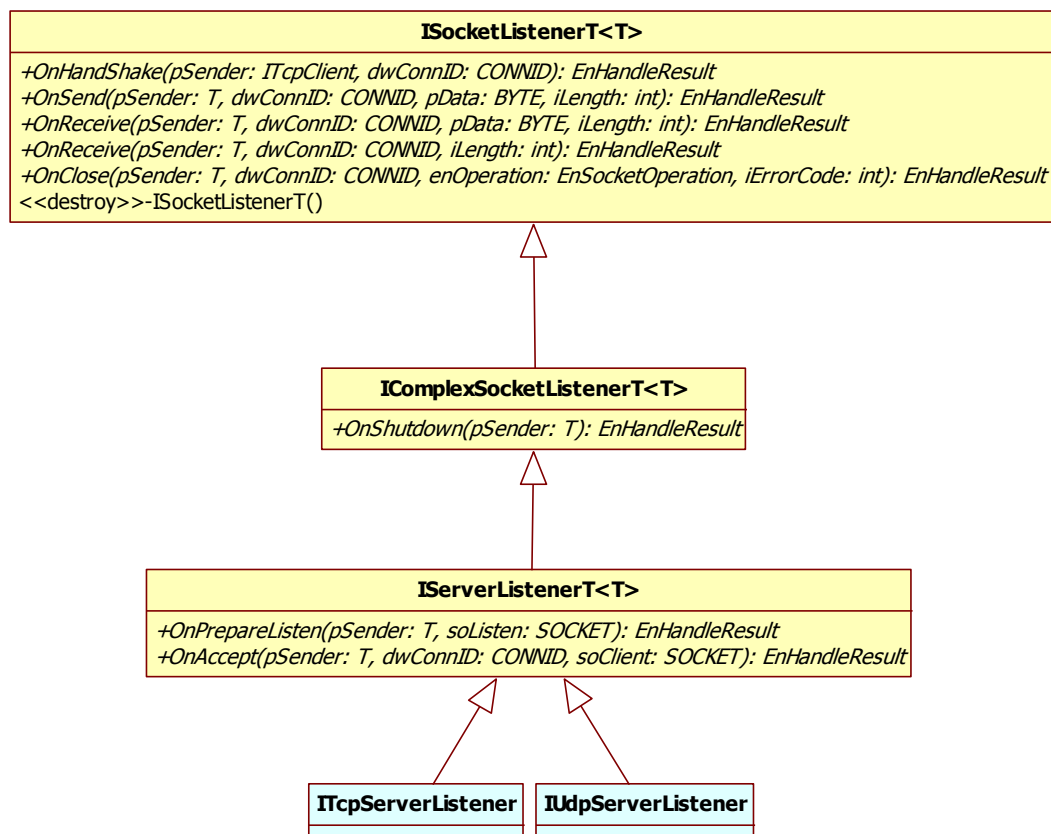 ISocketListenerT<T>
+OnHandShake(pSender: ITcpClient, dwConnID: CONNID): EnHandleResult
+OnSend(pSender: T, dwConnID: CONNID, pData: BYTE, iLength: int): EnHandleResult
+OnReceive(pSender: T, dwConnID: CONNID, pData: BYTE, iLength: int): EnHandleResult
+OnReceive(pSender: T, dwConnID: CONNID, iLength: int): EnHandleResult
+OnClose(pSender: T, dwConnID: CONNID, enOperation: EnSocketOperation, iErrorCode: int): EnHandleResult
<<destroy>>-ISocketListenerT()
IComplexSocketListenerT<T>
+OnShutdown(pSender: T): EnHandleResult
IServerListenerT<T>
+OnPrepareListen(pSender: T, soListen: SOCKET): EnHandleResult
+OnAccept(pSender: T, dwConnID: CONNID, soClient: SOCKET): EnHandleResult
ITcpServerListener
IUdpServerListener